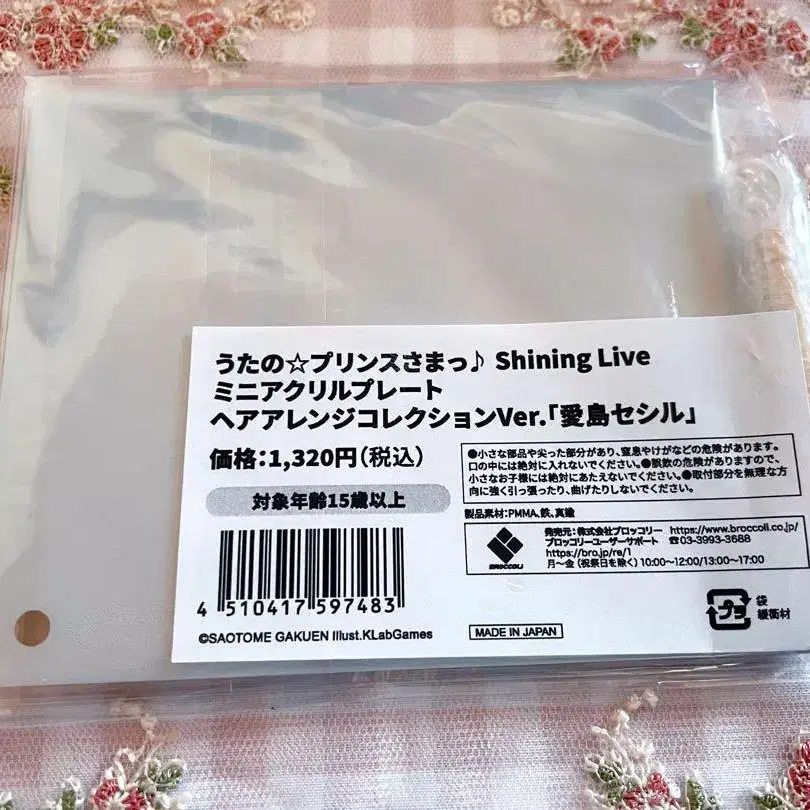 うたの☆プリンスさまっ♪ Shining Live
ミニアクリルプレート
ヘアアレンジコレクションVer.「愛島セシル」
価格：1,320円（税込）
対象年齢15歳以上
●小さな部品や尖った部分があり、窒息やけがなどの危険があります。
口の中には絶対に入れないでください。●誤飲の危険がありますので、
小さなお子様には絶対にあたえないでください。●取付部分を無理な方
向に強く引っ張ったり、曲げたりしないでください。
製品素材：PMMA、鉄、真鍮
発売元：株式会社ブロッコリー https://www.broccoli.co.jp/
ブロッコリーユーザーサポート ☎03-3993-3688
https://bro.jp/re/1
月〜金（祝祭日を除く）10:00〜12:00/13:00〜17:00
BROCCOLI
4 510417 597483
©SAOTOME GAKUEN Illust.KLabGames
MADE IN JAPAN
プラ
袋
緩衝材